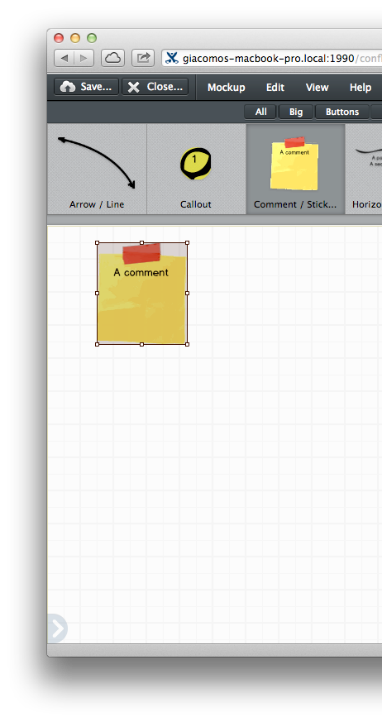 giacomos-macbook-pro.local:1990/confl
Save... Close... Mockup Edit View Help
All Big Buttons
1
A comment
Arrow / Line Callout Comment / Stick... Horizo
A comment